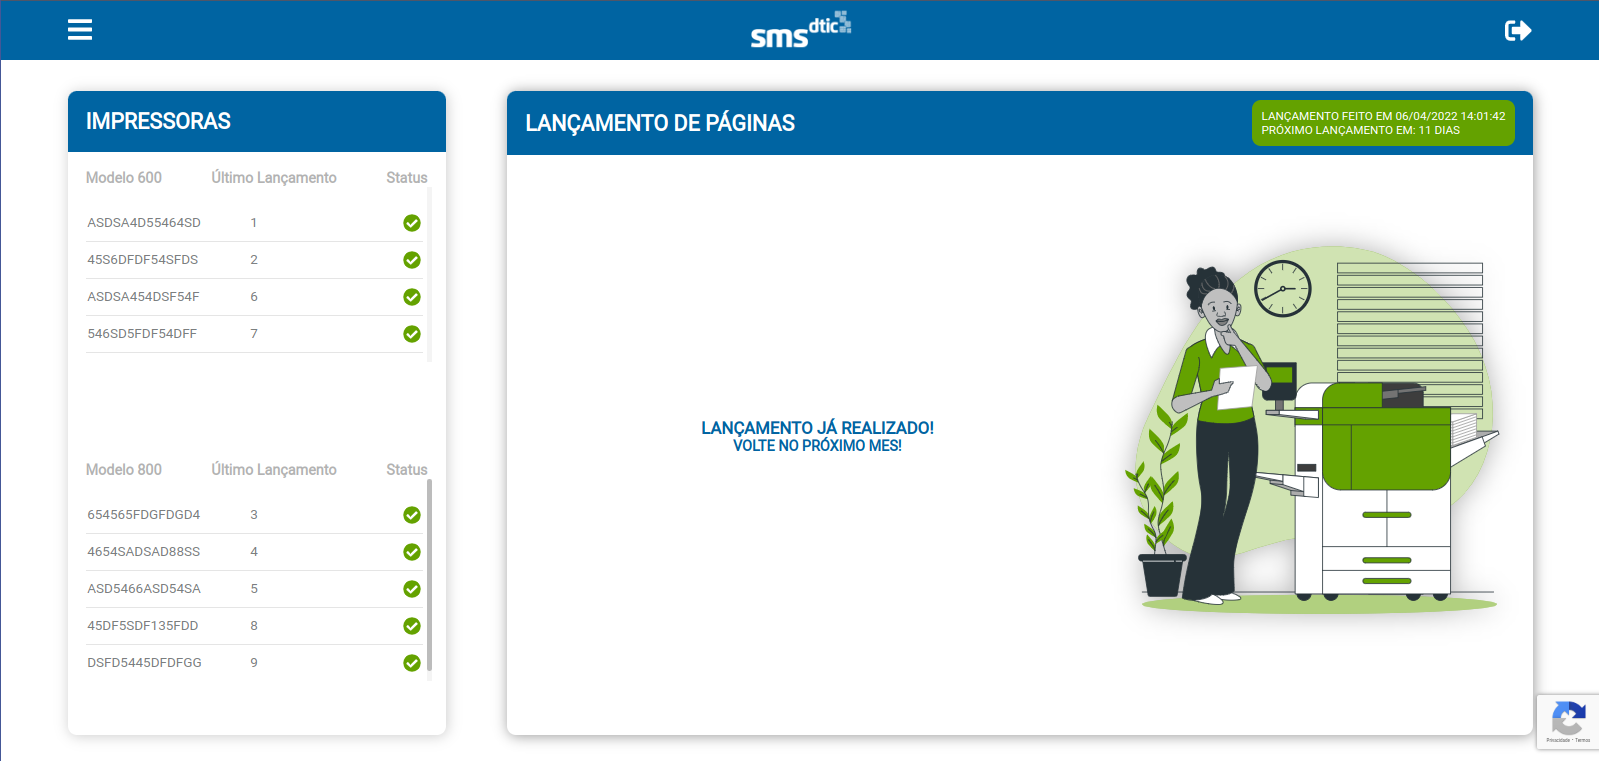 sms dtic
IMPRESSORAS
Modelo 600 Último Lançamento Status
ASDSA4D55464SD 1
45S6DFDF54SFDS 2
ASDSA454DSF54F 6
546SD5FDF54DFF 7
Modelo 800 Último Lançamento Status
654565FDGFDGD4 3
4654SADSAD88SS 4
ASD5466ASD54SA 5
45DF5SDF135FDD 8
DSFD5445DFDFGG 9
LANÇAMENTO DE PÁGINAS
LANÇAMENTO FEITO EM 06/04/2022 14:01:42
PRÓXIMO LANÇAMENTO EM: 11 DIAS
LANÇAMENTO JÁ REALIZADO!
VOLTE NO PRÓXIMO MES!
Privacidade - Termos